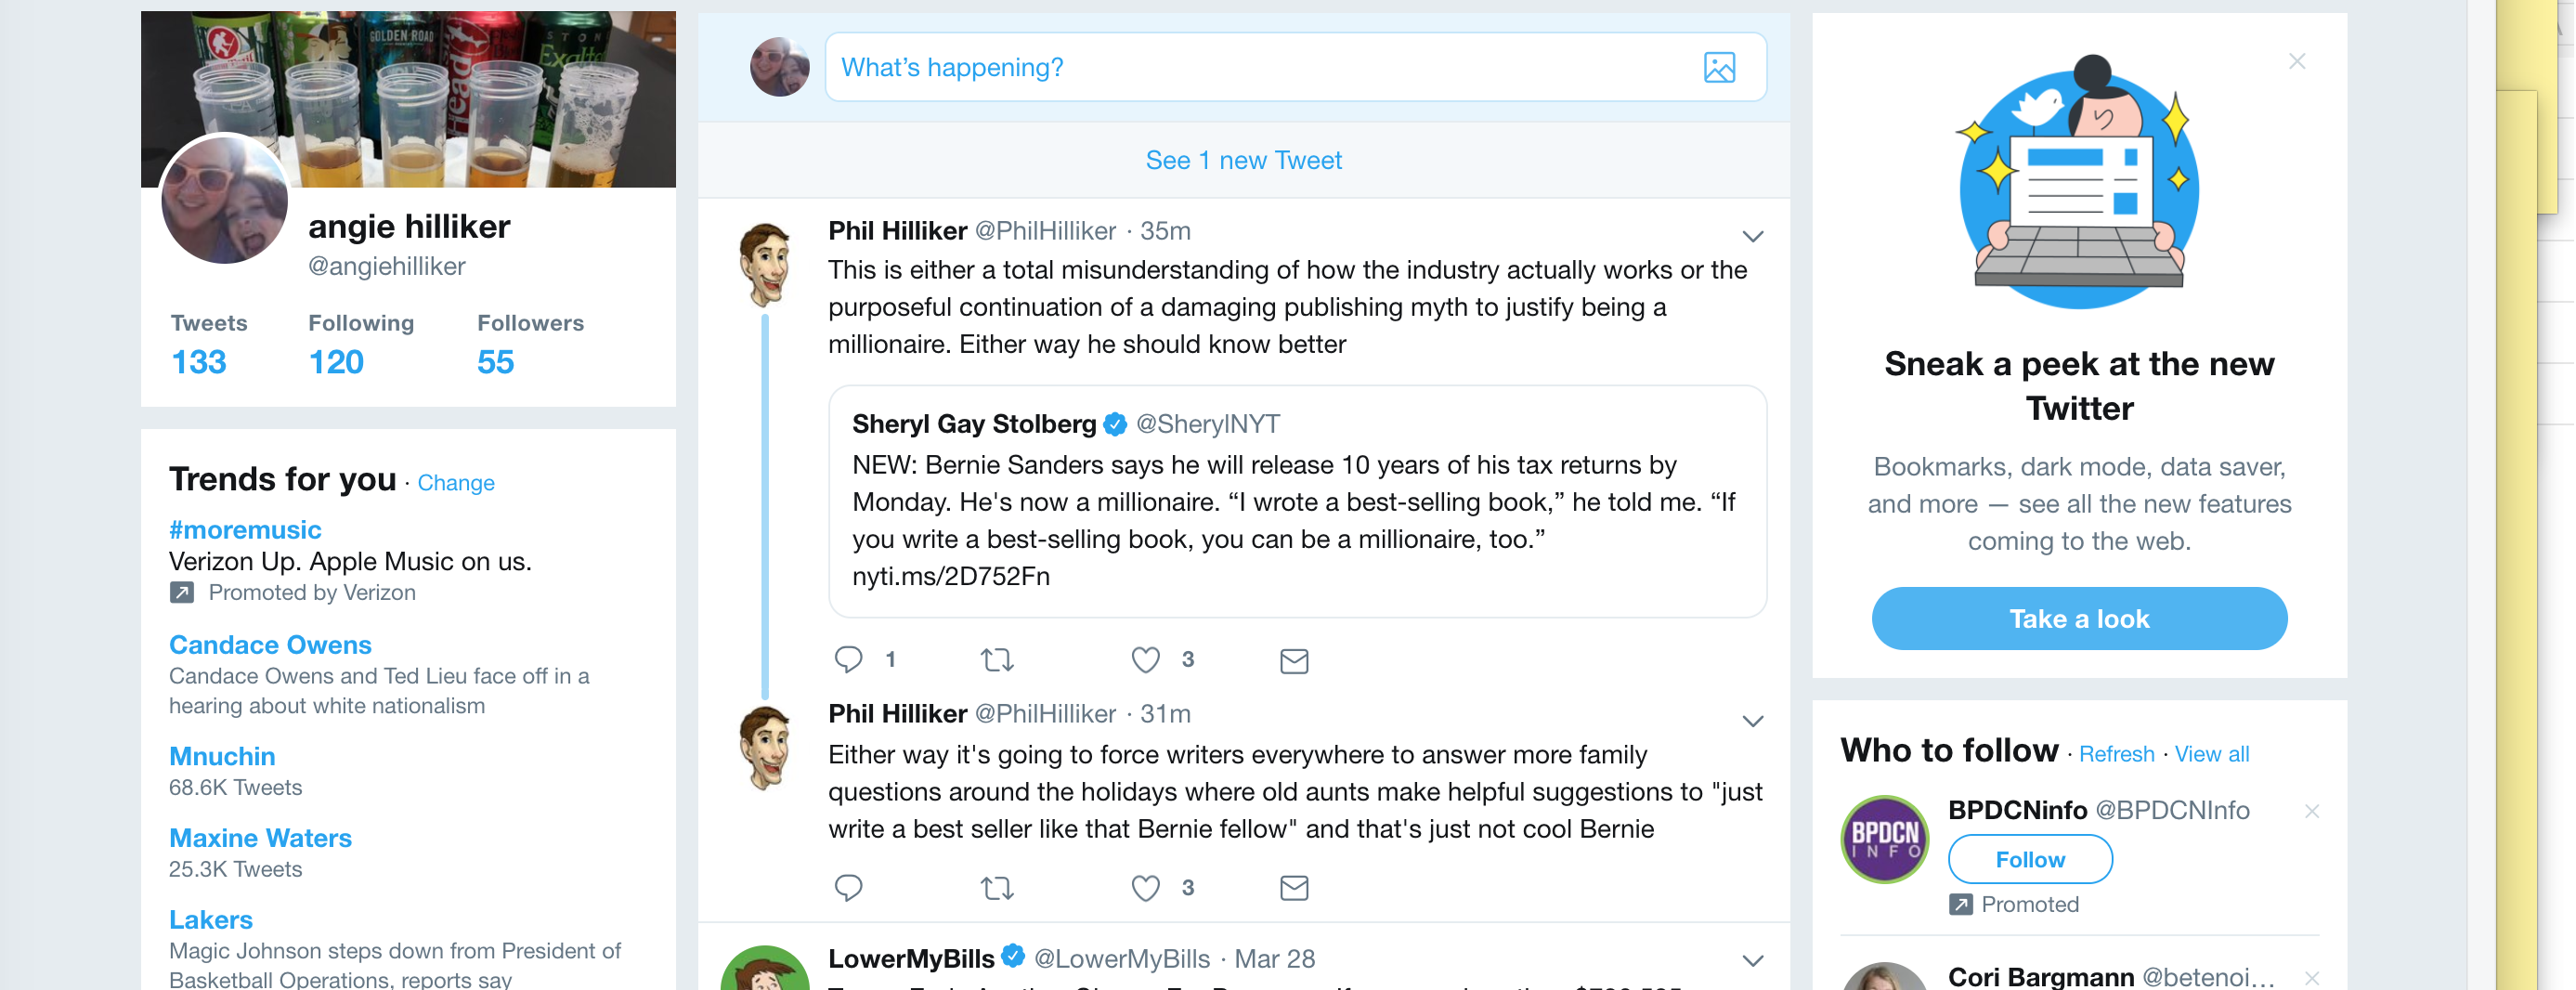 GOLDEN ROAD
STON
Exalt
Head
angie hilliker
@angiehilliker
Tweets Following Followers
133 120 55
Trends for you · Change
#moremusic
Verizon Up. Apple Music on us.
Promoted by Verizon
Candace Owens
Candace Owens and Ted Lieu face off in a
hearing about white nationalism
Mnuchin
68.6K Tweets
Maxine Waters
25.3K Tweets
Lakers
Magic Johnson steps down from President of
Basketball Operations, reports say
What’s happening?
See 1 new Tweet
Phil Hilliker @PhilHilliker · 35m
This is either a total misunderstanding of how the industry actually works or the
purposeful continuation of a damaging publishing myth to justify being a
millionaire. Either way he should know better
Sheryl Gay Stolberg @SherylNYT
NEW: Bernie Sanders says he will release 10 years of his tax returns by
Monday. He's now a millionaire. “I wrote a best-selling book,” he told me. “If
you write a best-selling book, you can be a millionaire, too.”
nyti.ms/2D752Fn
1 3
Phil Hilliker @PhilHilliker · 31m
Either way it's going to force writers everywhere to answer more family
questions around the holidays where old aunts make helpful suggestions to "just
write a best seller like that Bernie fellow" and that's just not cool Bernie
3
LowerMyBills @LowerMyBills · Mar 28
Sneak a peek at the new
Twitter
Bookmarks, dark mode, data saver,
and more — see all the new features
coming to the web.
Take a look
Who to follow · Refresh · View all
BPDCN
INFO
BPDCNinfo @BPDCNInfo
Follow
Promoted
Cori Bargmann @betenoi...